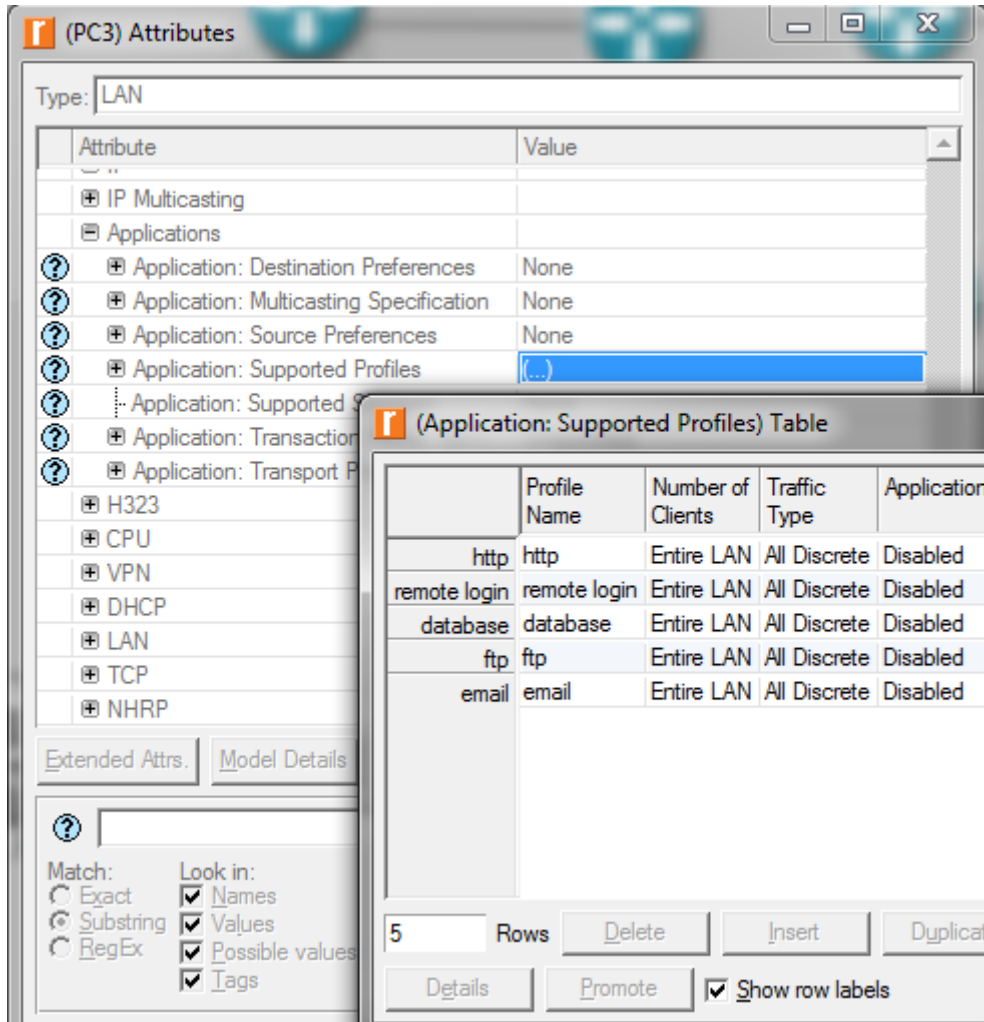 (PC3) Attributes
Type: LAN
Attribute Value
IP Multicasting
Applications
Application: Destination Preferences None
Application: Multicasting Specification None
Application: Source Preferences None
Application: Supported Profiles (...)
Application: Supported S
Application: Transaction
Application: Transport P
H323
CPU
VPN
DHCP
LAN
TCP
NHRP
Extended Attrs. Model Details
Match: Look in:
Exact Names
Substring Values
RegEx Possible values
Tags
(Application: Supported Profiles) Table
Profile Name Number of Clients Traffic Type Application
http http Entire LAN All Discrete Disabled
remote login remote login Entire LAN All Discrete Disabled
database database Entire LAN All Discrete Disabled
ftp ftp Entire LAN All Discrete Disabled
email email Entire LAN All Discrete Disabled
5 Rows Delete Insert Duplicat
Details Promote Show row labels